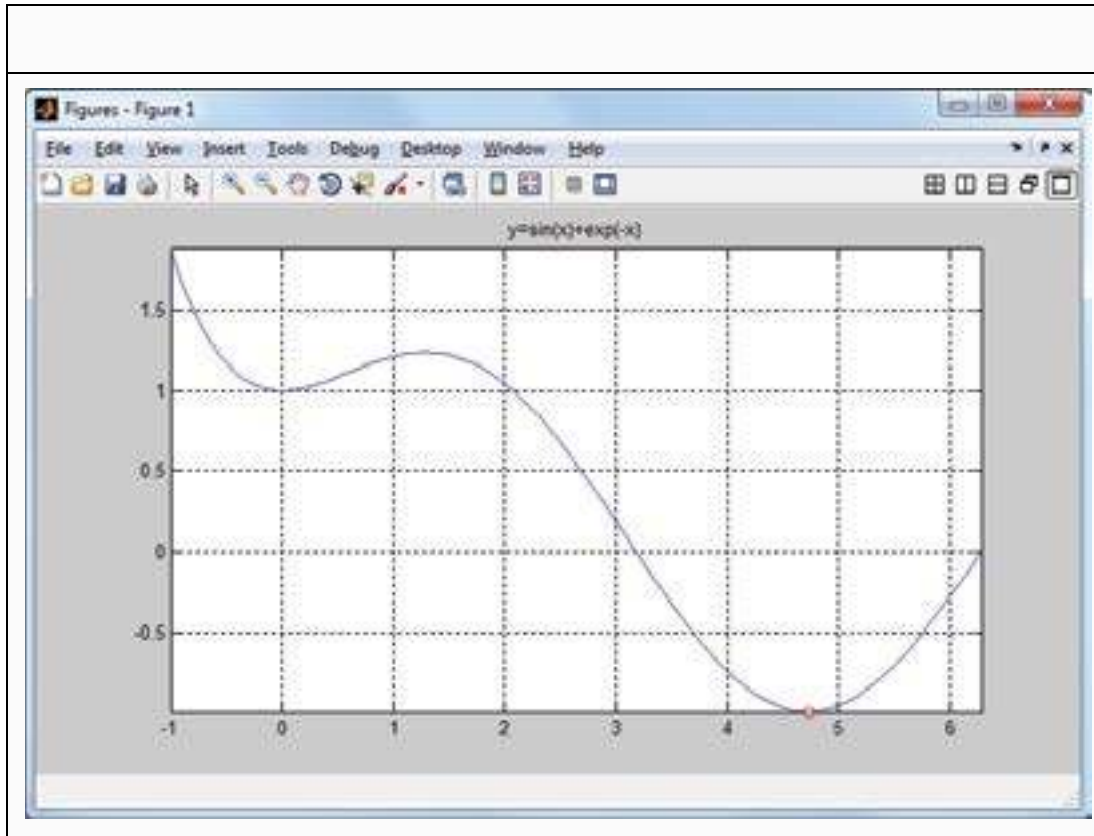 Figures - Figure 1
File Edit View Insert Tools Debug Desktop Window Help
y=sin(x)+exp(-x)
1.5
1
0.5
0
-0.5
-1 0 1 2 3 4 5 6